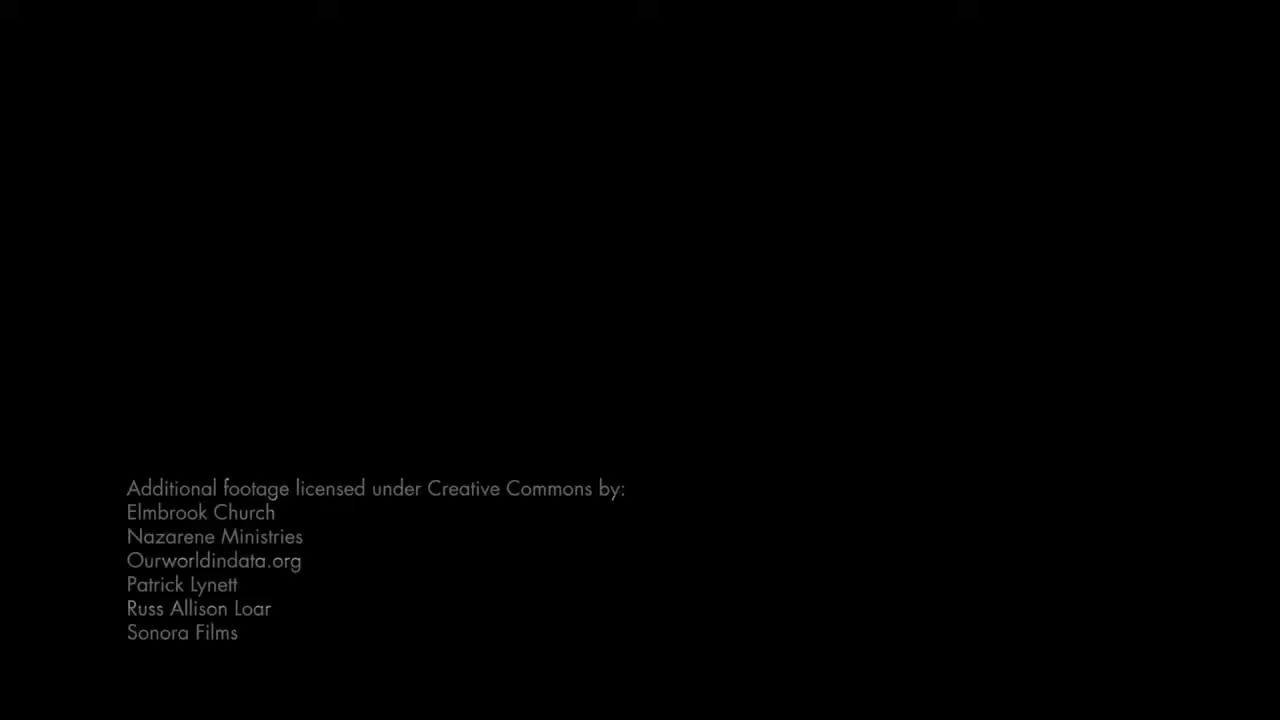 Additional footage licensed under Creative Commons by:
Elmbrook Church
Nazarene Ministries
Ourworldindata.org
Patrick Lynett
Russ Allison Loar
Sonora Films